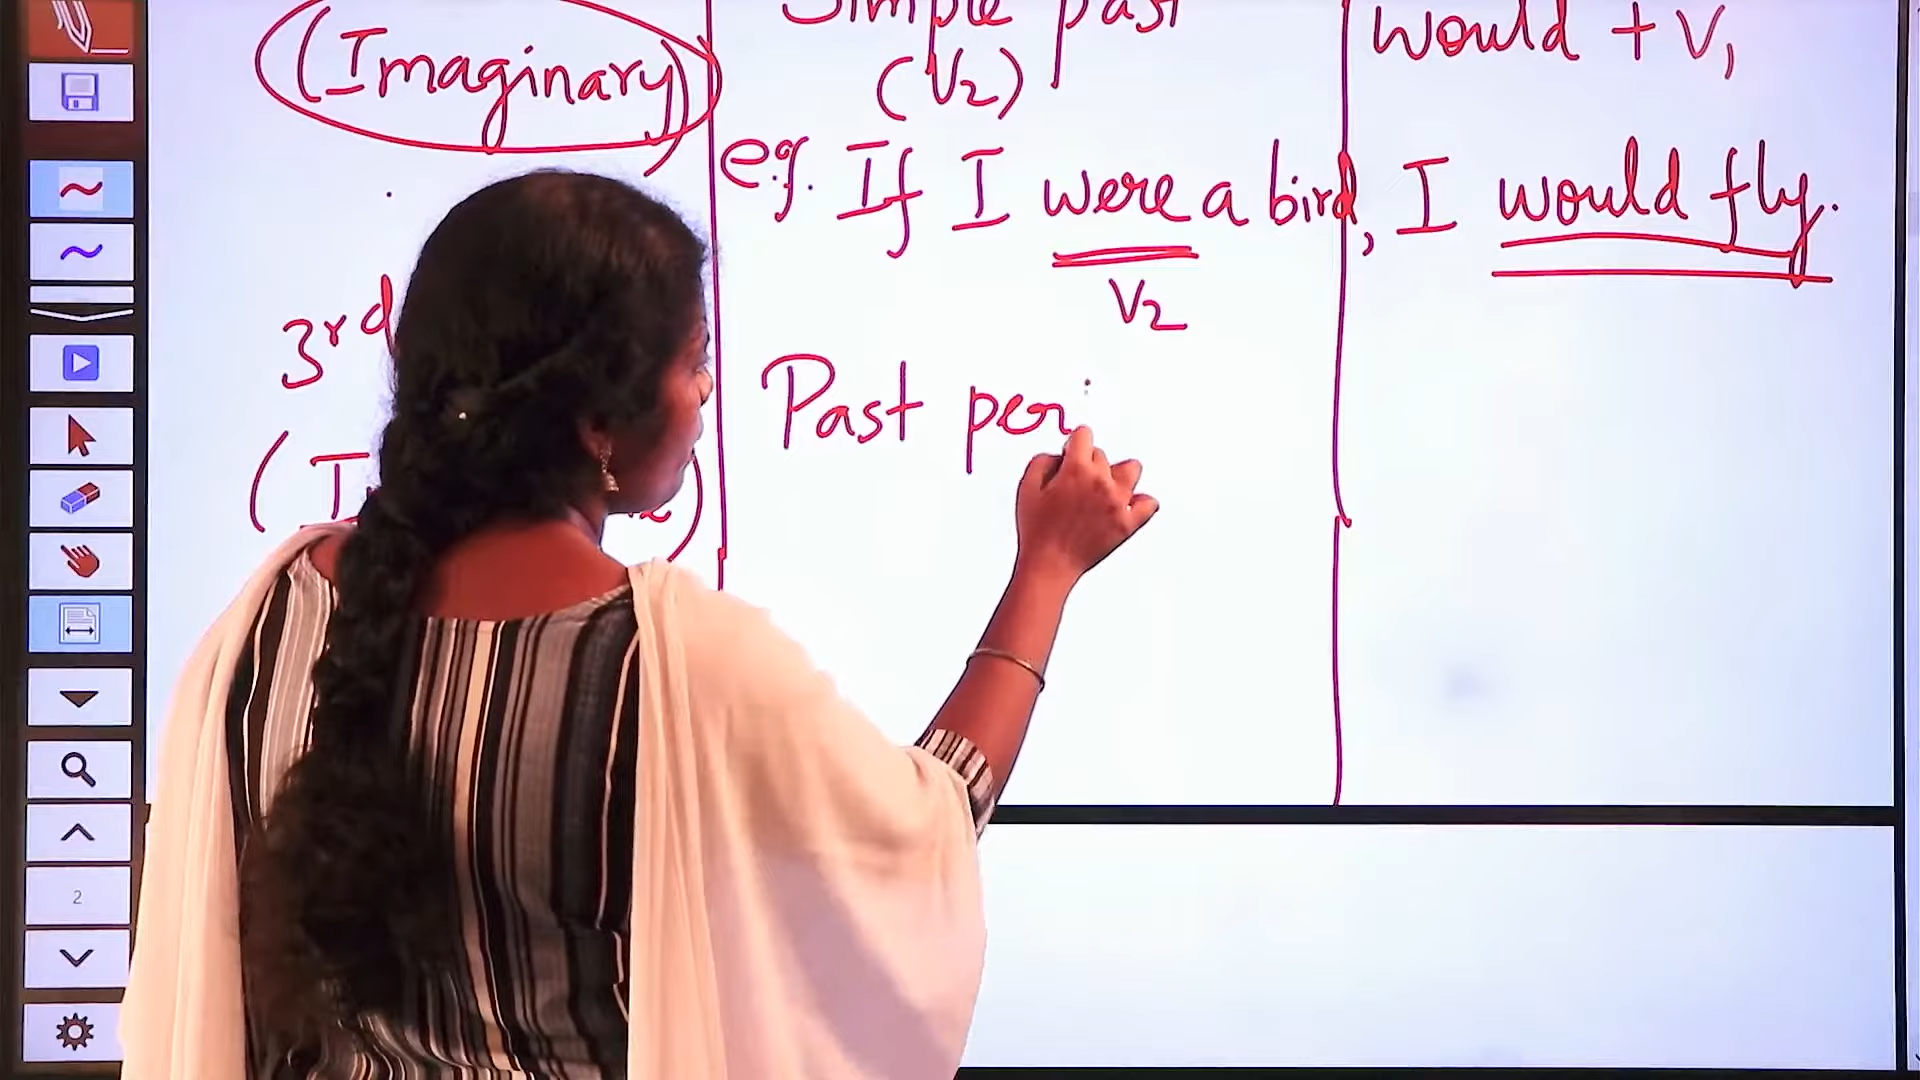 (Imaginary)
Simple past
(V2)
would + V1
e.g. If I were a bird, I would fly.
V2
3rd
Past per
2